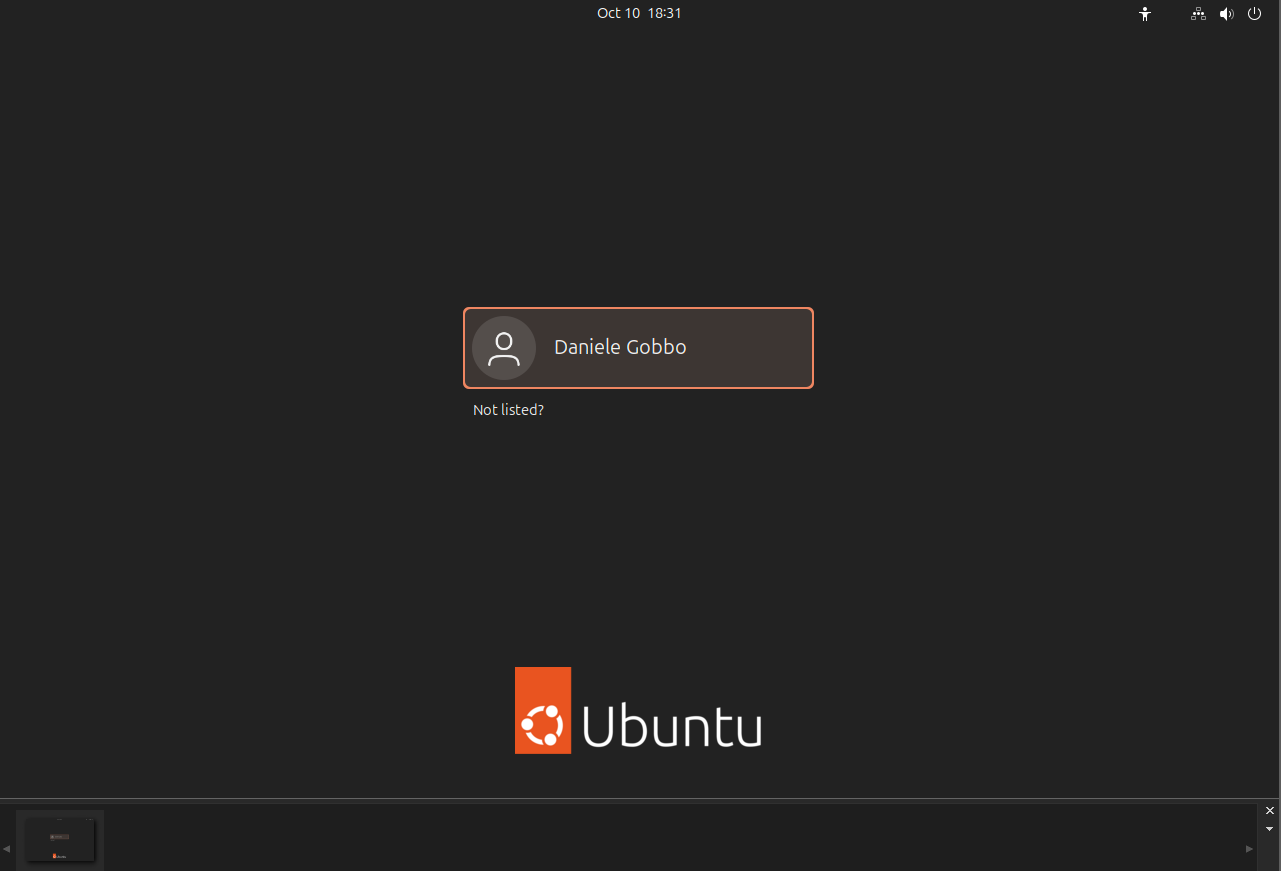 Oct 10 18:31
Daniele Gobbo
Not listed?
Ubuntu